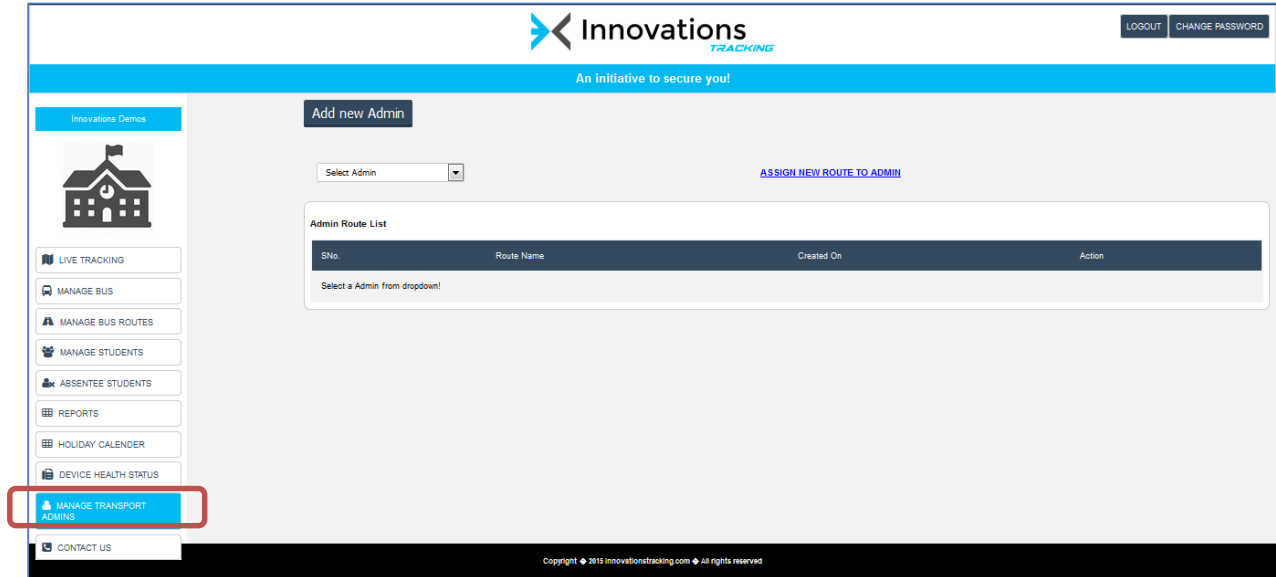 Innovations
TRACKING
LOGOUT
CHANGE PASSWORD
An initiative to secure you!
Innovations Demos
Add new Admin
Select Admin
ASSIGN NEW ROUTE TO ADMIN
Admin Route List
SNo. Route Name Created On Action
Select a Admin from dropdown!
LIVE TRACKING
MANAGE BUS
MANAGE BUS ROUTES
MANAGE STUDENTS
ABSENTEE STUDENTS
REPORTS
HOLIDAY CALENDER
DEVICE HEALTH STATUS
MANAGE TRANSPORT
ADMINS
CONTACT US
Copyright � 2015 innovationstracking.com � All rights reserved